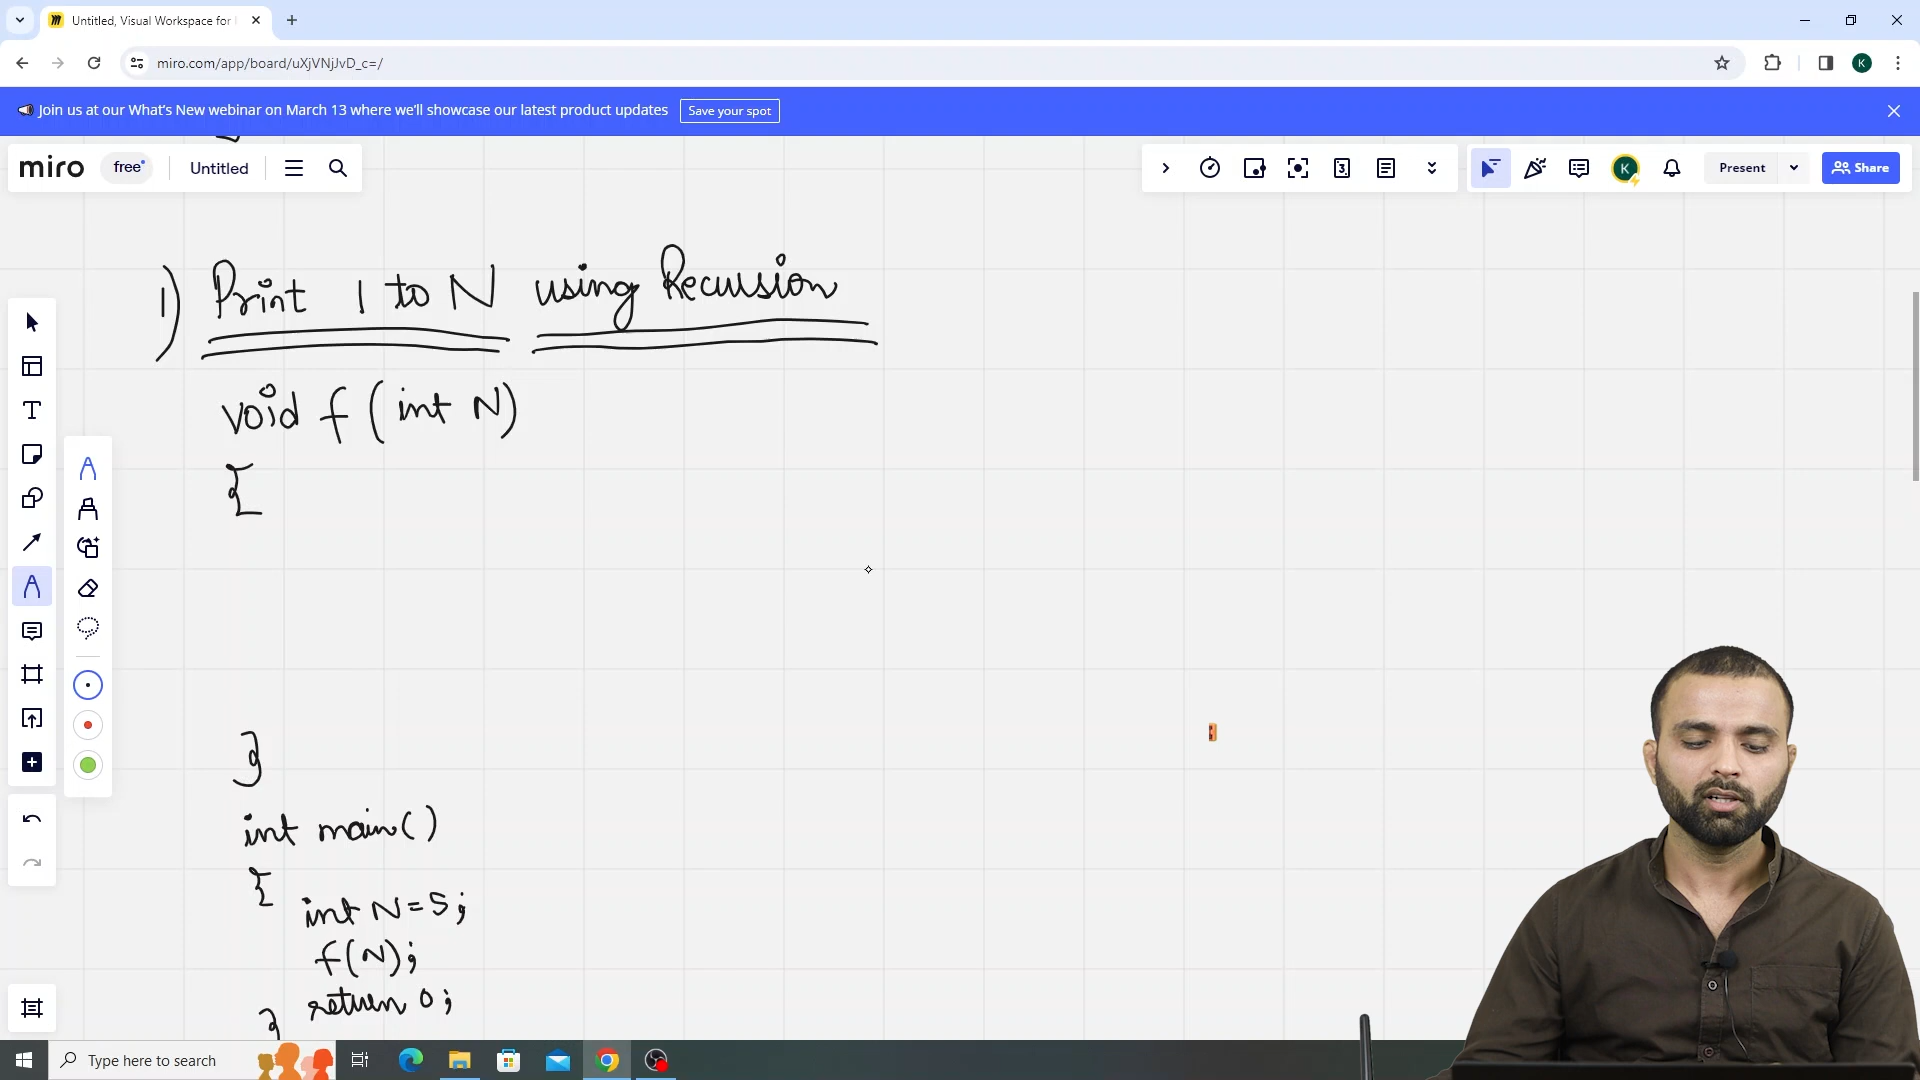 Untitled, Visual Workspace for
miro.com/app/board/uXjVNjJvD_c=/
K
Join us at our What's New webinar on March 13 where we'll showcase our latest product updates
Save your spot
miro
free
Untitled
3
K
Present
Share
1) Print 1 to N using Recursion
void f (int N)
{
}
int main()
{
int N=5;
f(N);
return 0;
}
Type here to search